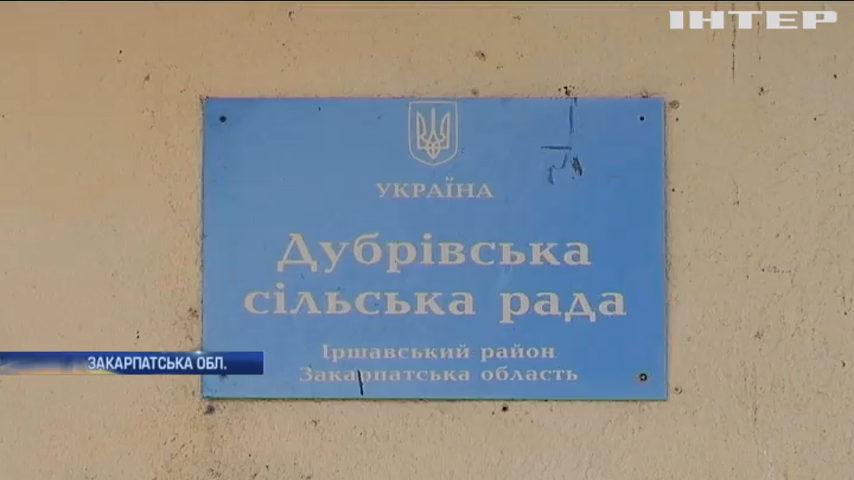 ІНТЕР
УКРАЇНА
Дубрівська
сільська рада
Іршавський район
Закарпатська область
ЗАКАРПАТСЬКА ОБЛ.